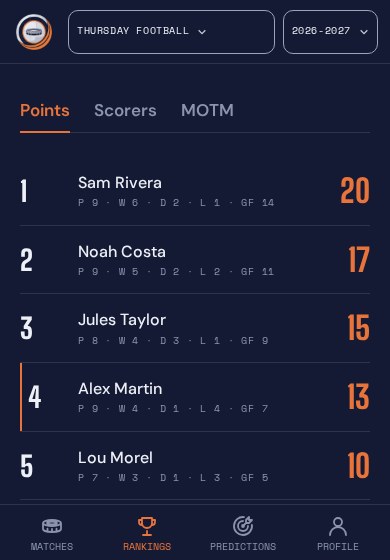 THURSDAY FOOTBALL
2026-2027
Points Scorers MOTM
1 Sam Rivera 20
P 9 · W 6 · D 2 · L 1 · GF 14
2 Noah Costa 17
P 9 · W 5 · D 2 · L 2 · GF 11
3 Jules Taylor 15
P 8 · W 4 · D 3 · L 1 · GF 9
4 Alex Martin 13
P 9 · W 4 · D 1 · L 4 · GF 7
5 Lou Morel 10
P 7 · W 3 · D 1 · L 3 · GF 5
MATCHES RANKINGS PREDICTIONS PROFILE